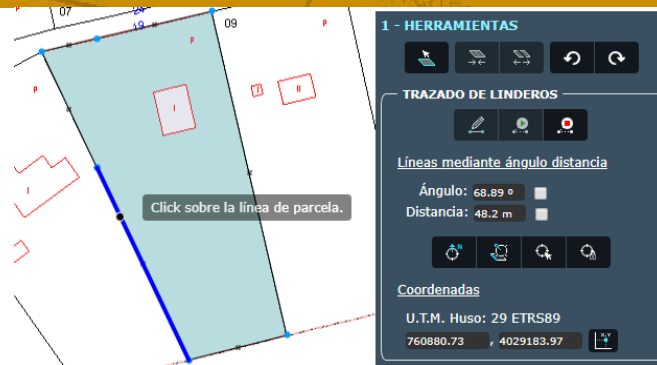 07
09
P
P
P
P
I
I
II
I
Click sobre la línea de parcela.
1 - HERRAMIENTAS
TRAZADO DE LINDEROS
Líneas mediante ángulo distancia
Ángulo: 68.89 º
Distancia: 48.2 m
N
Coordenadas
U.T.M. Huso: 29 ETRS89
760880.73 , 4029183.97
X,Y